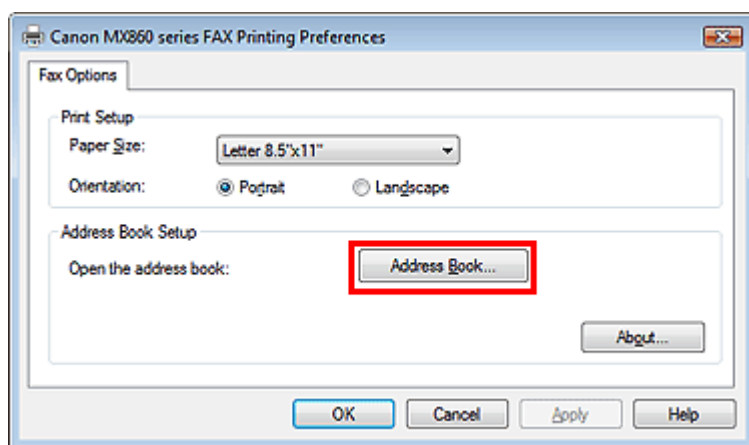 Canon MX860 series FAX Printing Preferences
Fax Options
Print Setup
Paper Size: Letter 8.5"x11"
Orientation: Portrait Landscape
Address Book Setup
Open the address book: Address Book...
About...
OK Cancel Apply Help